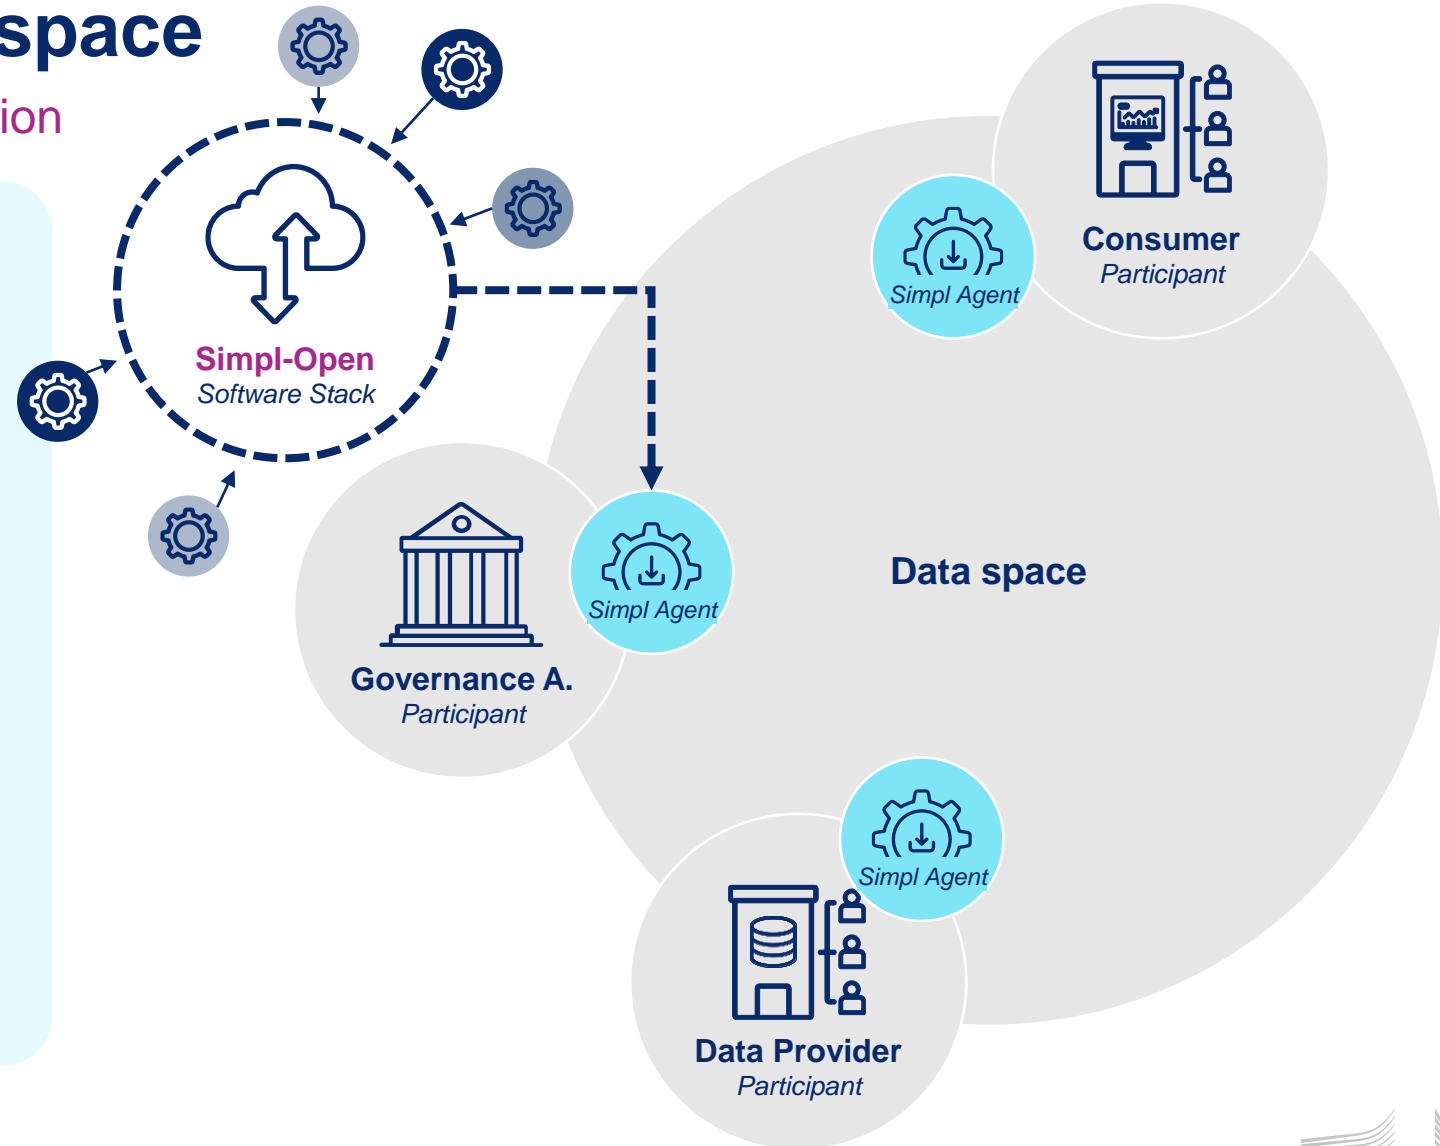 space
ion
Simpl-Open
Software Stack
Consumer
Participant
Simpl Agent
Data space
Simpl Agent
Governance A.
Participant
Simpl Agent
Data Provider
Participant